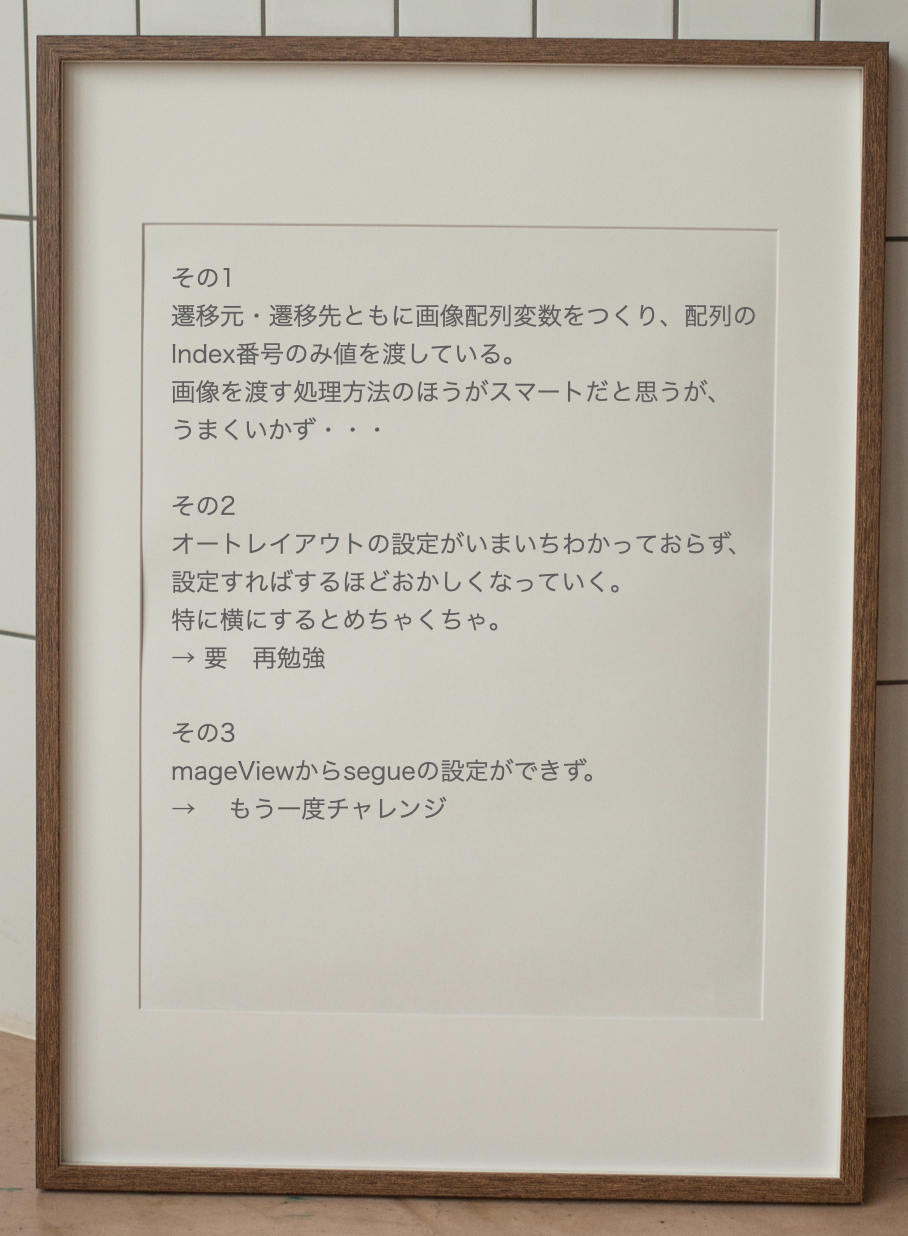 その1
遷移元・遷移先ともに画像配列変数をつくり、配列の
Index番号のみ値を渡している。
画像を渡す処理方法のほうがスマートだと思うが、
うまくいかず・・・
その2
オートレイアウトの設定がいまいちわかっておらず、
設定すればするほどおかしくなっていく。
特に横にするとめちゃくちゃ。
→ 要　再勉強
その3
mageViewからsegueの設定ができず。
→　もう一度チャレンジ